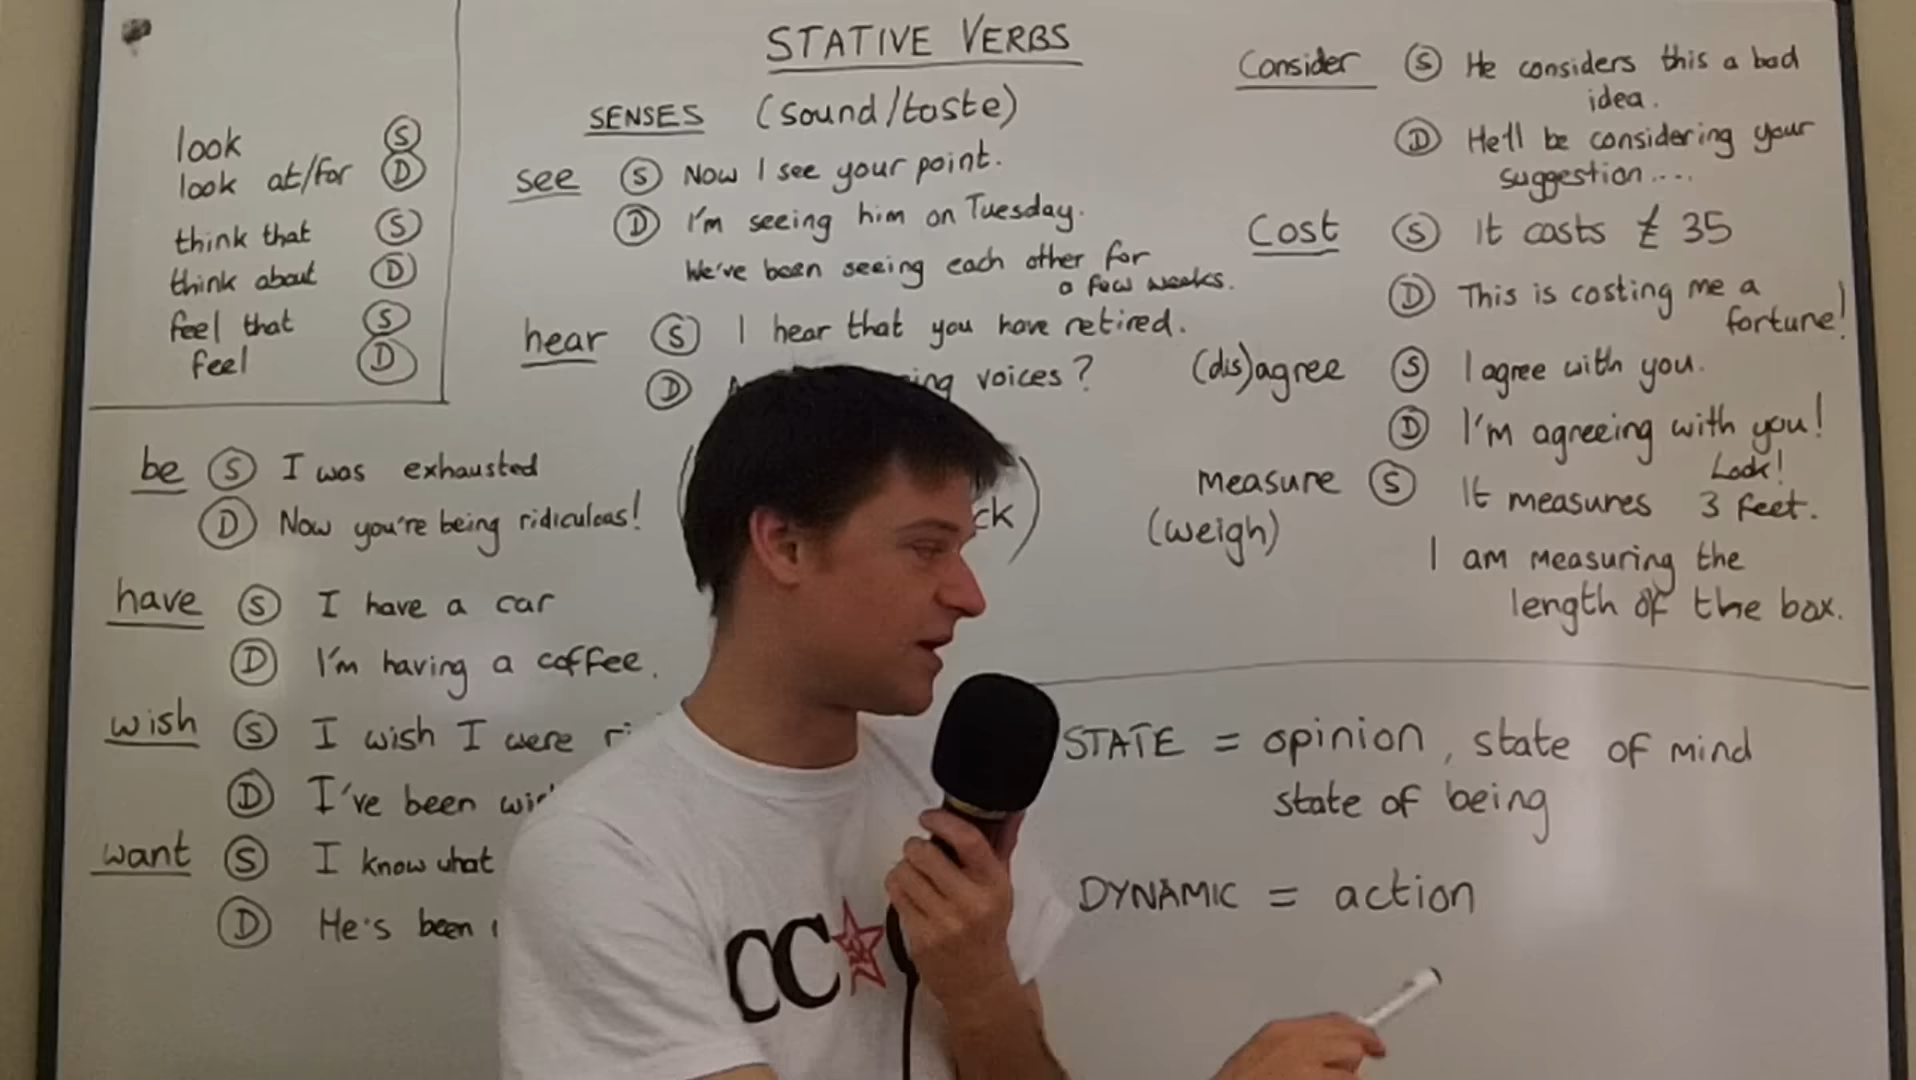 STATIVE VERBS
look Ⓢ
look at/for Ⓓ
think that Ⓢ
think about Ⓓ
feel that Ⓢ
feel Ⓓ
SENSES (sound/taste)
see Ⓢ Now I see your point.
Ⓓ I'm seeing him on Tuesday.
We've been seeing each other for
a few weeks.
hear Ⓢ I hear that you have retired.
Ⓓ voices?
be Ⓢ I was exhausted
Ⓓ Now you're being ridiculous!
have Ⓢ I have a car
Ⓓ I'm having a coffee.
wish Ⓢ I wish I were
Ⓓ I've been
want Ⓢ I know what
Ⓓ He's been
Consider Ⓢ He considers this a bad
idea.
Ⓓ He'll be considering your
suggestion....
Cost Ⓢ It costs £35
Ⓓ This is costing me a
fortune!
(dis)agree Ⓢ I agree with you.
Ⓓ I'm agreeing with you!
Look!
measure Ⓢ It measures 3 feet.
(weigh)
I am measuring the
length of the box.
STATE = opinion, state of mind
state of being
DYNAMIC = action
CC